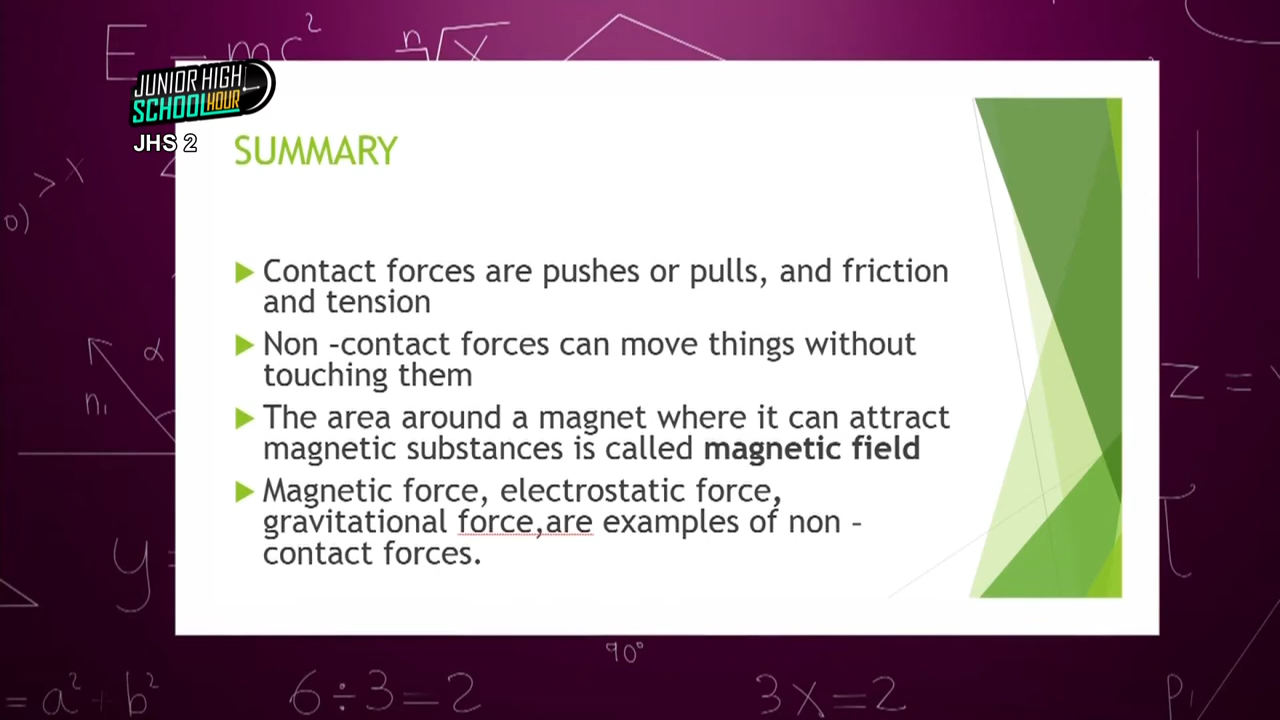 E = mc²
n√x
JUNIOR HIGH
SCHOOL HOUR
JHS 2
SUMMARY
Contact forces are pushes or pulls, and friction
and tension
Non –contact forces can move things without
touching them
The area around a magnet where it can attract
magnetic substances is called magnetic field
Magnetic force, electrostatic force,
gravitational force,are examples of non –
contact forces.
> x
α
n₁
y =
z =
90°
= a² + b²
6÷3=2
3x=2
P₁